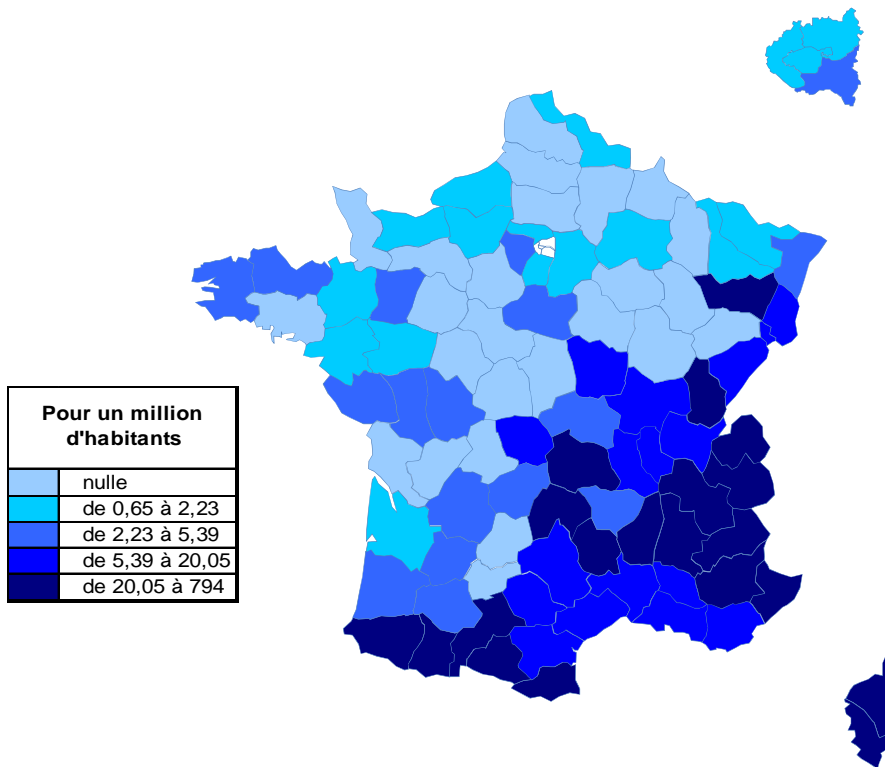 Pour un million
d'habitants
nulle
de 0,65 à 2,23
de 2,23 à 5,39
de 5,39 à 20,05
de 20,05 à 794